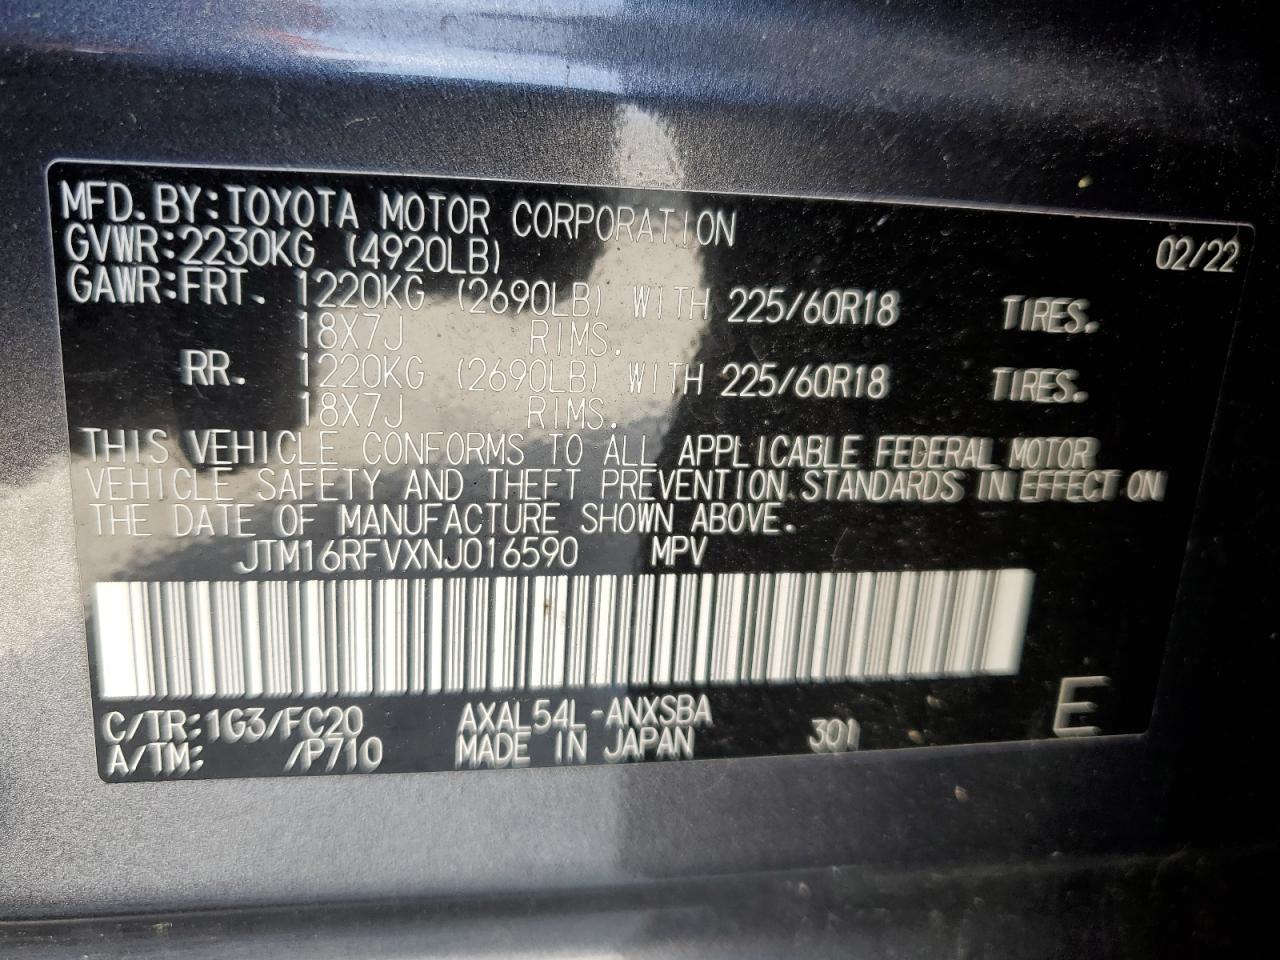 MFD. BY: TOYOTA MOTOR CORPORATION 02/22
GVWR: 2230KG (4920LB)
GAWR: FRT. 1220KG (2690LB) WITH 225/60R18 TIRES.
18X7J RIMS.
RR. 1220KG (2690LB) WITH 225/60R18 TIRES.
18X7J RIMS.
THIS VEHICLE CONFORMS TO ALL APPLICABLE FEDERAL MOTOR
VEHICLE SAFETY AND THEFT PREVENTION STANDARDS IN EFFECT ON
THE DATE OF MANUFACTURE SHOWN ABOVE.
JTM16RFVXNJ016590 MPV
C/TR: 1G3/FC20 AXAL54L-ANXSBA 301 E
A/TM: /P710 MADE IN JAPAN